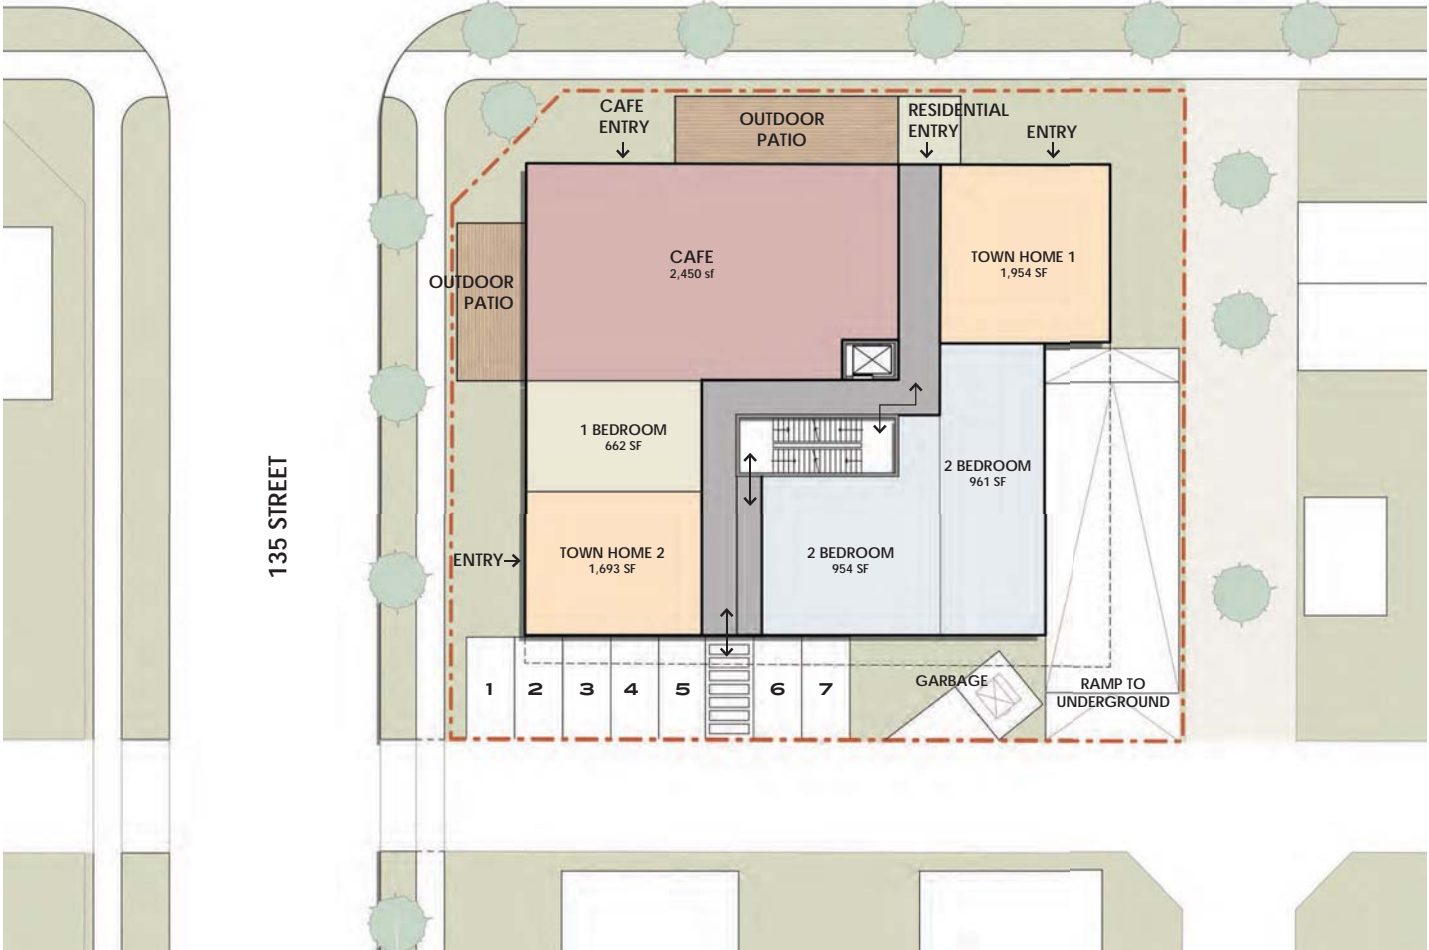 CAFE
ENTRY
OUTDOOR
PATIO
RESIDENTIAL
ENTRY
ENTRY
CAFE
2,450 sf
TOWN HOME 1
1,954 SF
OUTDOOR
PATIO
1 BEDROOM
662 SF
2 BEDROOM
961 SF
135 STREET
ENTRY
TOWN HOME 2
1,693 SF
2 BEDROOM
954 SF
1
2
3
4
5
6
7
GARBAGE
RAMP TO
UNDERGROUND